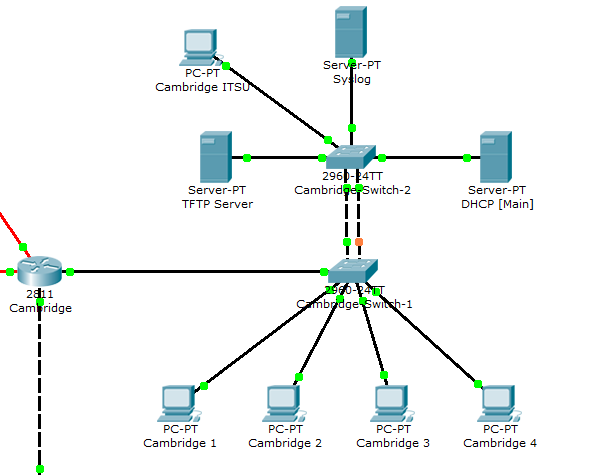 Server-PT
Syslog
PC-PT
Cambridge ITSU
2960-24TT
Cambridge-Switch-2
Server-PT
TFTP Server
Server-PT
DHCP [Main]
2960-24TT
Cambridge-Switch-1
2811
Cambridge
PC-PT
Cambridge 1
PC-PT
Cambridge 2
PC-PT
Cambridge 3
PC-PT
Cambridge 4